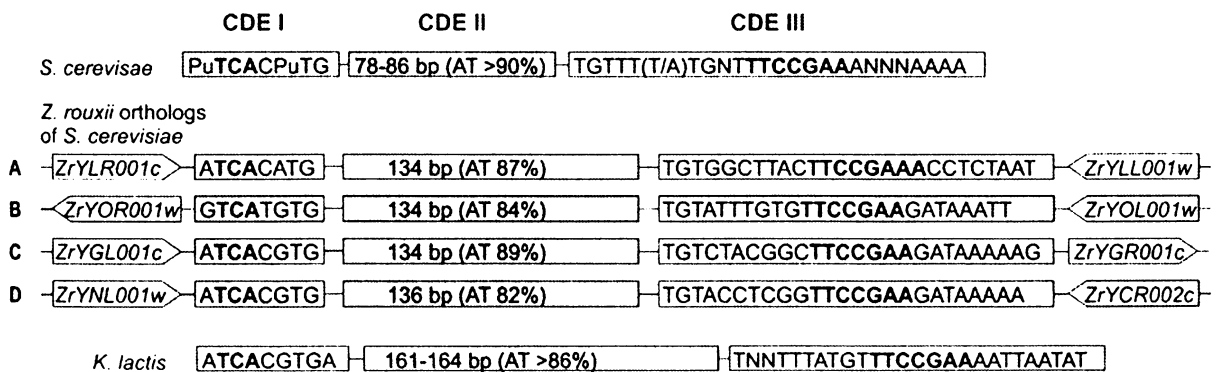 CDE I CDE II CDE III
S. cerevisae PuTCACPuTG 78-86 bp (AT >90%) TGTTT(T/A)TGNTTTCCGAAANNNAAAA
Z. rouxii orthologs
of S. cerevisiae
A ZrYLR001c ATCACATG 134 bp (AT 87%) TGTGGCTTACTTCCGAAACCTCTAAT ZrYLL001w
B ZrYOR001w GTCATGTG 134 bp (AT 84%) TGTATTTGTGTTCCGAAGATAAATT ZrYOL001w
C ZrYGL001c ATCACGTG 134 bp (AT 89%) TGTCTACGGCTTCCGAAGATAAAAAG ZrYGR001c
D ZrYNL001w ATCACGTG 136 bp (AT 82%) TGTACCTCGGTTCCGAAGATAAAAA ZrYCR002c
K. lactis ATCACGTGA 161-164 bp (AT >86%) TNNTTTATGTTTCCGAAAATTAATAT